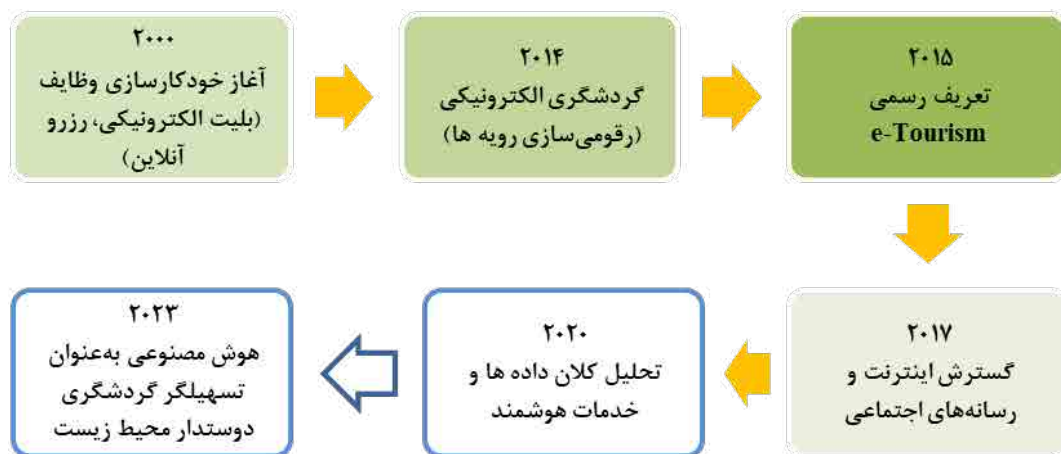 ۲۰۰۰
آغاز خودکارسازی وظایف
(بلیت الکترونیکی، رزرو
آنلاین)
۲۰۱۴
گردشگری الکترونیکی
(رقومی‌سازی رویه ها)
۲۰۱۵
تعریف رسمی
e-Tourism
۲۰۱۷
گسترش اینترنت و
رسانه‌های اجتماعی
۲۰۲۰
تحلیل کلان داده ها و
خدمات هوشمند
۲۰۲۳
هوش مصنوعی به‌عنوان
تسهیلگر گردشگری
دوستدار محیط زیست